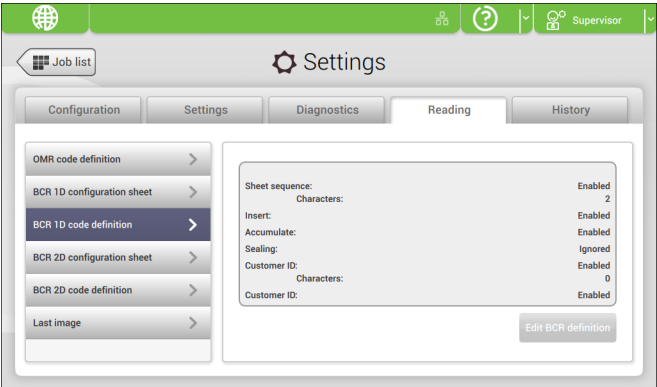 Supervisor
Job list
Settings
Configuration
Settings
Diagnostics
Reading
History
OMR code definition
BCR 1D configuration sheet
BCR 1D code definition
BCR 2D configuration sheet
BCR 2D code definition
Last image
Sheet sequence: Enabled
Characters: 2
Insert: Enabled
Accumulate: Enabled
Sealing: Ignored
Customer ID: Enabled
Characters: 0
Customer ID: Enabled
Edit BCR definition